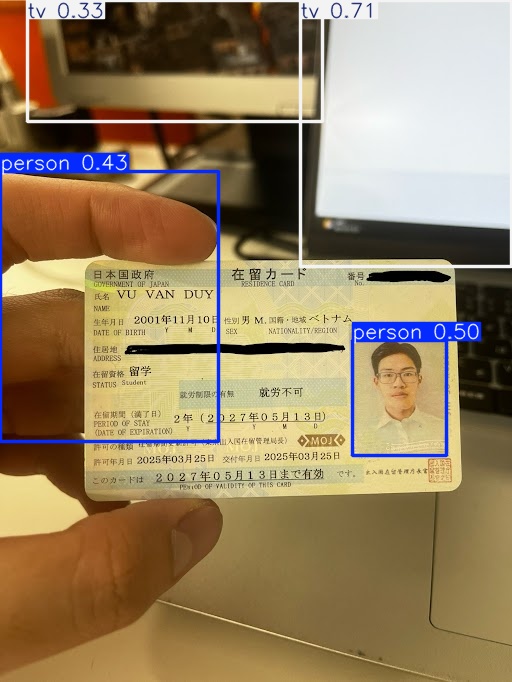 tv 0.33
tv 0.71
person 0.43
日本国政府 在留カード 番号
GOVERNMENT OF JAPAN RESIDENCE CARD No.
氏名 VU VAN DUY
NAME
生年月日 2001年11月10日 性別 男 M. 国籍・地域 ベトナム
DATE OF BIRTH Y M D SEX NATIONALITY/REGION
person 0.50
住居地
ADDRESS
在留資格 留学
STATUS Student
就労制限の有無 就労不可
在留期間(満了日) 2年(2027年05月13日)
PERIOD OF STAY Y Y M D
(DATE OF EXPIRATION)
許可の種類
MOJ
許可年月日 2025年03月25日 交付年月日 2025年03月25日
このカードは 2027年05月13日まで有効 です。
PERIOD OF VALIDITY OF THIS CARD